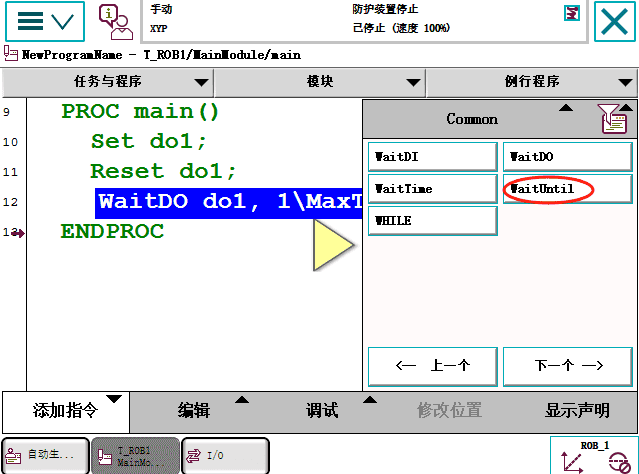 手动
防护装置停止
XYP
己停止 (速度 100%)
NewProgramName - T_ROB1/MainModule/main
任务与程序
模块
例行程序
9 PROC main()
10 Set do1;
11 Reset do1;
12 WaitDO do1, 1\MaxT
13 ENDPROC
Common
WaitDI
WaitDO
WaitTime
WaitUntil
WHILE
<— 上一个
下一个 —>
添加指令
编辑
调试
修改位置
显示声明
自动生...
T_ROB1
MainMo...
I/O
ROB_1